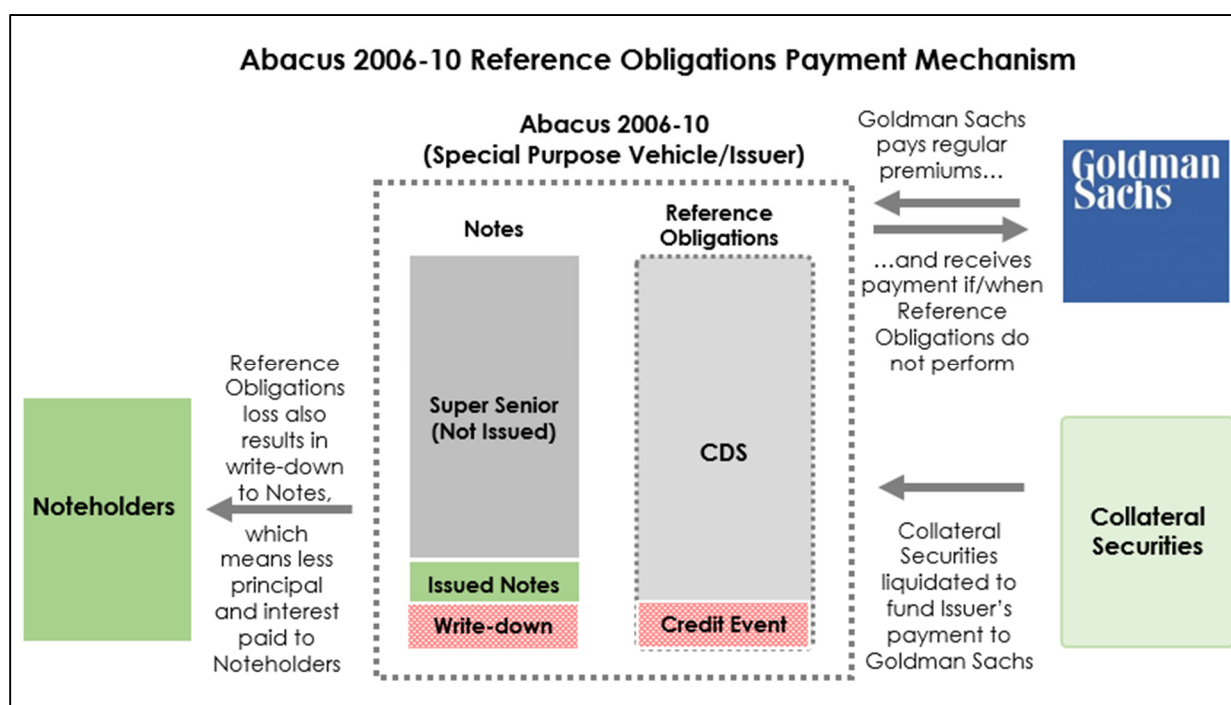 Abacus 2006-10 Reference Obligations Payment Mechanism
Abacus 2006-10
(Special Purpose Vehicle/Issuer)
Notes
Reference
Obligations
Super Senior
(Not Issued)
CDS
Issued Notes
Write-down
Credit Event
Goldman Sachs
pays regular
premiums...
...and receives
payment if/when
Reference
Obligations do
not perform
Goldman
Sachs
Noteholders
Reference
Obligations
loss also
results in
write-down
to Notes,
which
means less
principal
and interest
paid to
Noteholders
Collateral
Securities
liquidated to
fund Issuer's
payment to
Goldman Sachs
Collateral
Securities